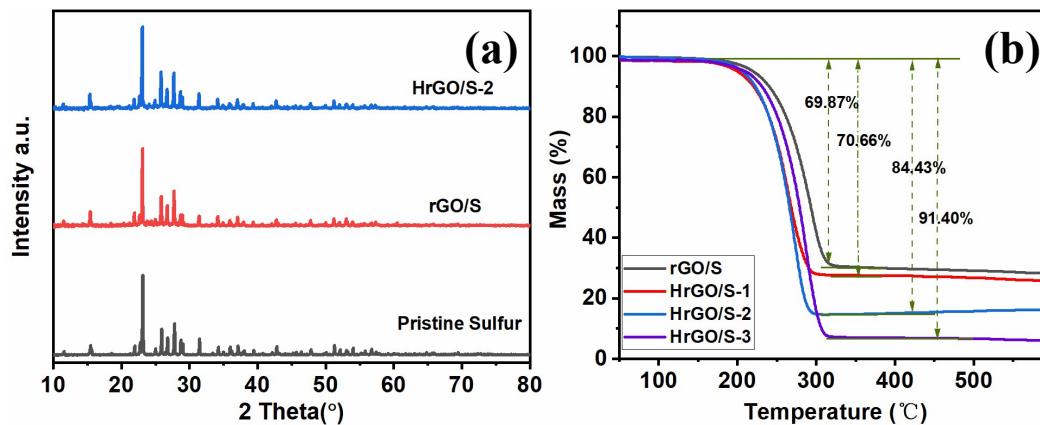 (a)
HrGO/S-2
rGO/S
Pristine Sulfur
Intensity a.u.
10 20 30 40 50 60 70 80
2 Theta(°)
(b)
100
80
60
40
20
0
Mass (%)
69.87%
70.66%
84.43%
91.40%
rGO/S
HrGO/S-1
HrGO/S-2
HrGO/S-3
100 200 300 400 500
Temperature (℃)